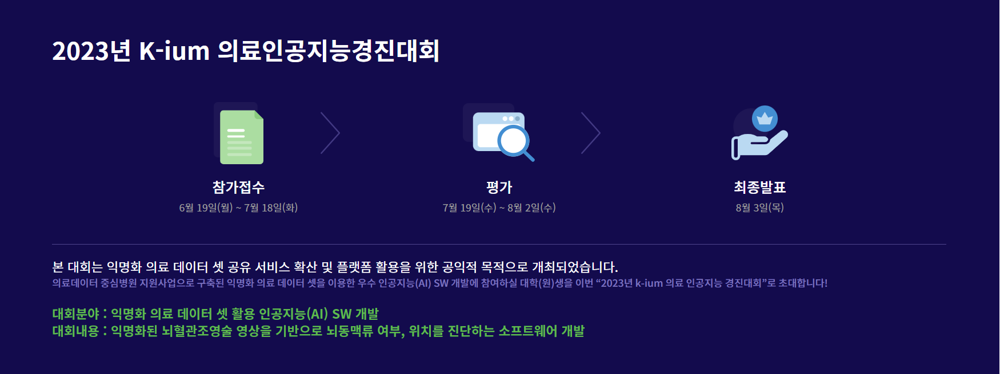 2023년 K-ium 의료인공지능경진대회
참가접수
6월 19일(월) ~ 7월 18일(화)
평가
7월 19일(수) ~ 8월 2일(수)
최종발표
8월 3일(목)
본 대회는 익명화 의료 데이터 셋 공유 서비스 확산 및 플랫폼 활용을 위한 공익적 목적으로 개최되었습니다.
의료데이터 중심병원 지원사업으로 구축된 익명화 의료 데이터 셋을 이용한 우수 인공지능(AI) SW 개발에 참여하실 대학(원)생을 이번 “2023년 k-ium 의료 인공지능 경진대회”로 초대합니다!
대회분야 : 익명화 의료 데이터 셋 활용 인공지능(AI) SW 개발
대회내용 : 익명화된 뇌혈관조영술 영상을 기반으로 뇌동맥류 여부, 위치를 진단하는 소프트웨어 개발